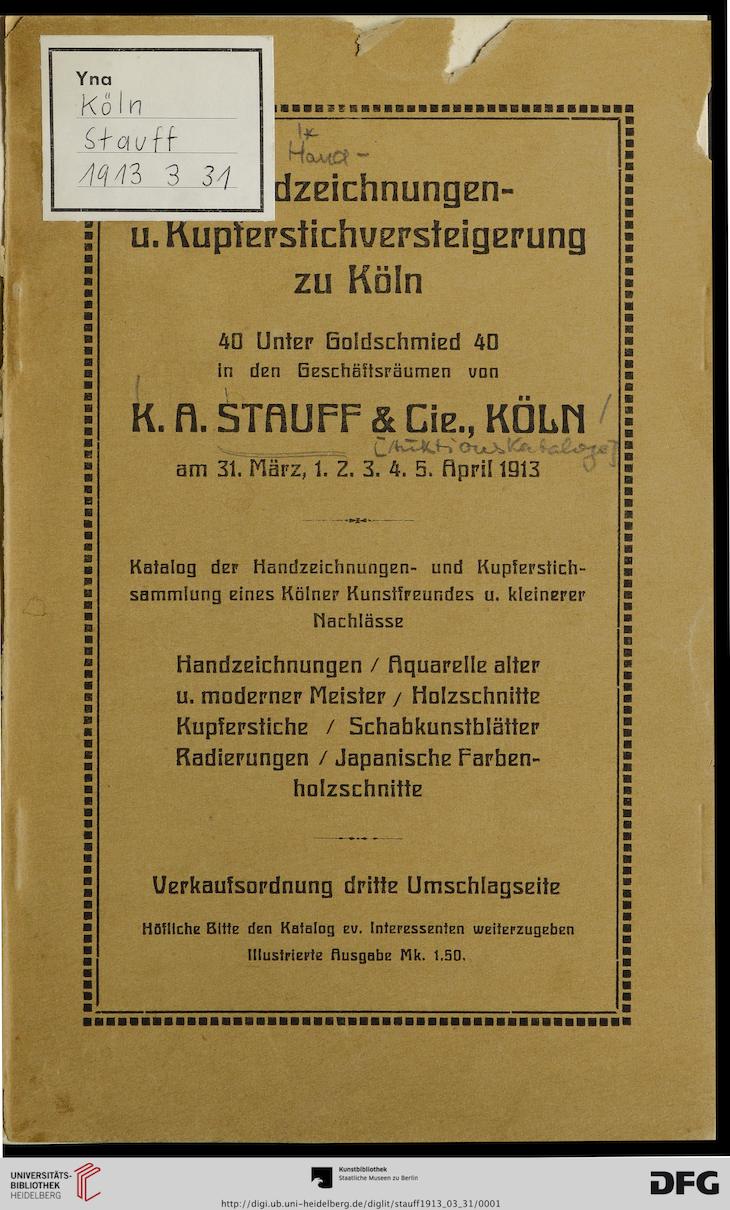 Yna
Köln
Stauff
1913 3 31
Hand-
dzeichnungen-
u. Kupferstichversteigerung
zu Köln
40 Unter Goldschmied 40
in den Geschäftsräumen von
K. A. STAUFF & Cie., KÖLN
[Auktionskataloge]
am 31. März, 1. 2. 3. 4. 5. April 1913
Katalog der Handzeichnungen- und Kupferstich-
sammlung eines Kölner Kunstfreundes u. kleinerer
Nachlässe
Handzeichnungen / Aquarelle alter
u. moderner Meister / Holzschnitte
Kupferstiche / Schabkunstblätter
Radierungen / Japanische Farben-
holzschnitte
Verkaufsordnung dritte Umschlagseite
Höfliche Bitte den Katalog ev. Interessenten weiterzugeben
Illustrierte Ausgabe Mk. 1.50.
UNIVERSITÄTS-
BIBLIOTHEK
HEIDELBERG
Kunstbibliothek
Staatliche Museen zu Berlin
DFG
http://digi.ub.uni-heidelberg.de/diglit/stauff1913_03_31/0001